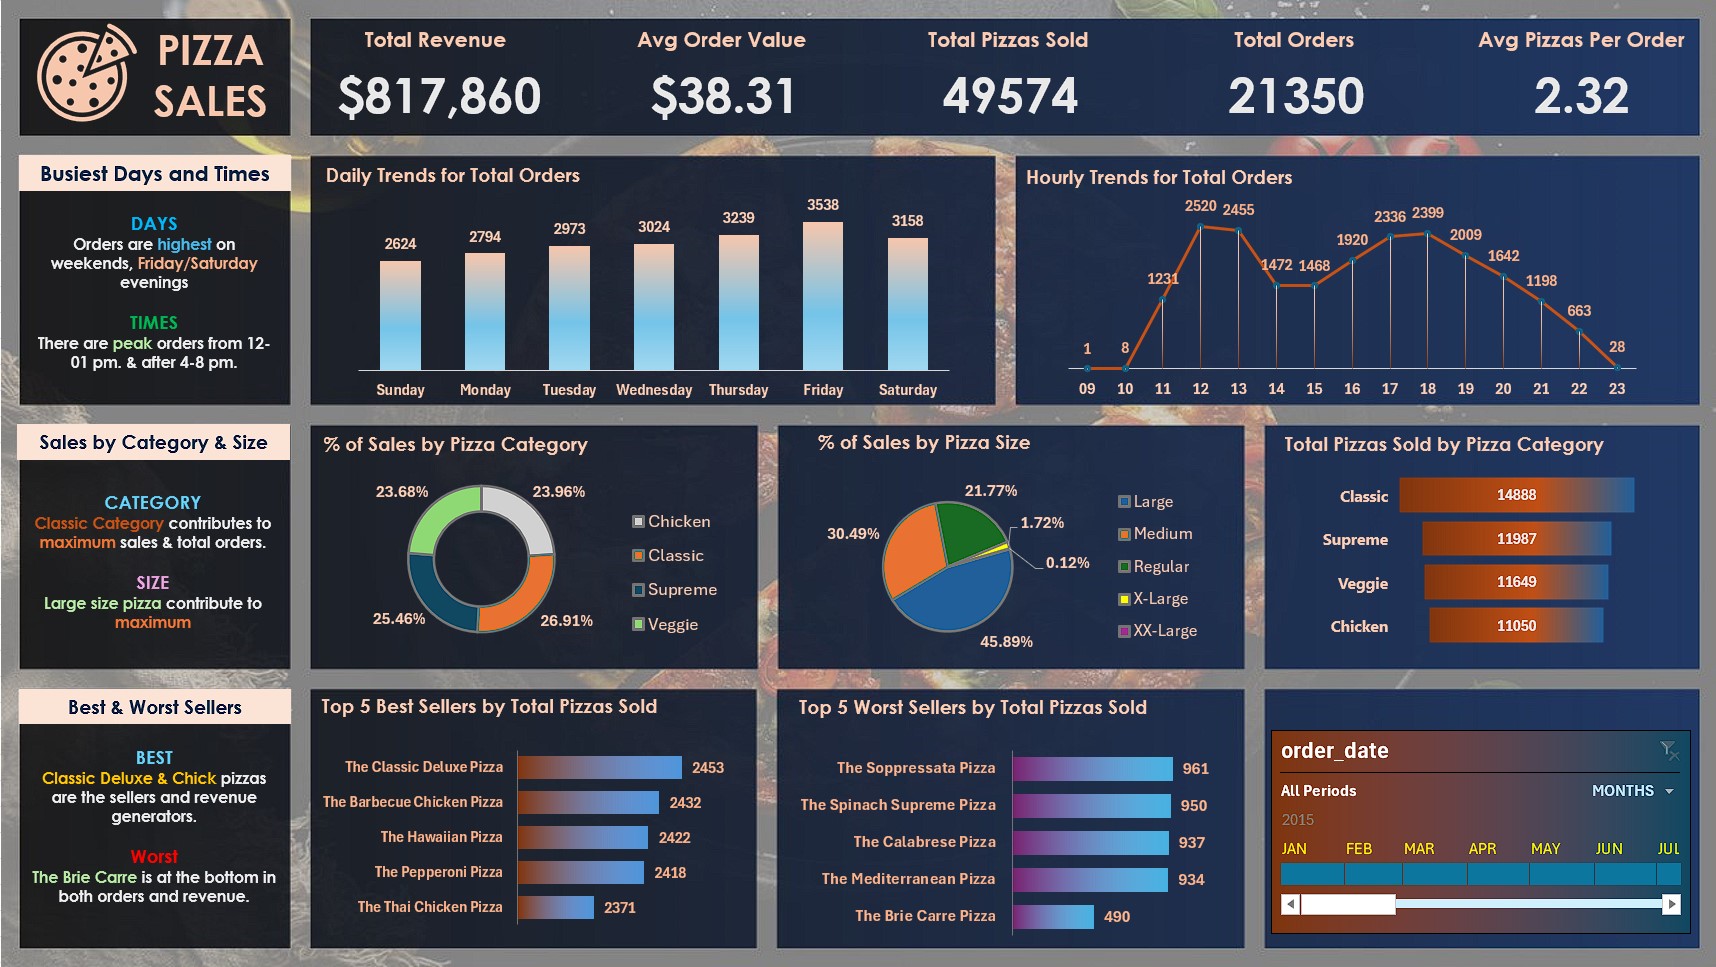 PIZZA
SALES
Total Revenue
$817,860
Avg Order Value
$38.31
Total Pizzas Sold
49574
Total Orders
21350
Avg Pizzas Per Order
2.32
Busiest Days and Times
DAYS
Orders are highest on
weekends, Friday/Saturday
evenings
TIMES
There are peak orders from 12-
01 pm. & after 4-8 pm.
Daily Trends for Total Orders
2624
2794
2973
3024
3239
3538
3158
Sunday
Monday
Tuesday
Wednesday
Thursday
Friday
Saturday
Hourly Trends for Total Orders
1
8
1231
2520
2455
1472
1468
1920
2336
2399
2009
1642
1198
663
28
09
10
11
12
13
14
15
16
17
18
19
20
21
22
23
Sales by Category & Size
CATEGORY
Classic Category contributes to
maximum sales & total orders.
SIZE
Large size pizza contribute to
maximum
% of Sales by Pizza Category
23.68%
23.96%
25.46%
26.91%
Chicken
Classic
Supreme
Veggie
% of Sales by Pizza Size
21.77%
1.72%
30.49%
0.12%
45.89%
Large
Medium
Regular
X-Large
XX-Large
Total Pizzas Sold by Pizza Category
Classic 14888
Supreme 11987
Veggie 11649
Chicken 11050
Best & Worst Sellers
BEST
Classic Deluxe & Chick pizzas
are the sellers and revenue
generators.
Worst
The Brie Carre is at the bottom in
both orders and revenue.
Top 5 Best Sellers by Total Pizzas Sold
The Classic Deluxe Pizza 2453
The Barbecue Chicken Pizza 2432
The Hawaiian Pizza 2422
The Pepperoni Pizza 2418
The Thai Chicken Pizza 2371
Top 5 Worst Sellers by Total Pizzas Sold
The Soppressata Pizza 961
The Spinach Supreme Pizza 950
The Calabrese Pizza 937
The Mediterranean Pizza 934
The Brie Carre Pizza 490
order_date
All Periods MONTHS
2015
JAN FEB MAR APR MAY JUN JUL